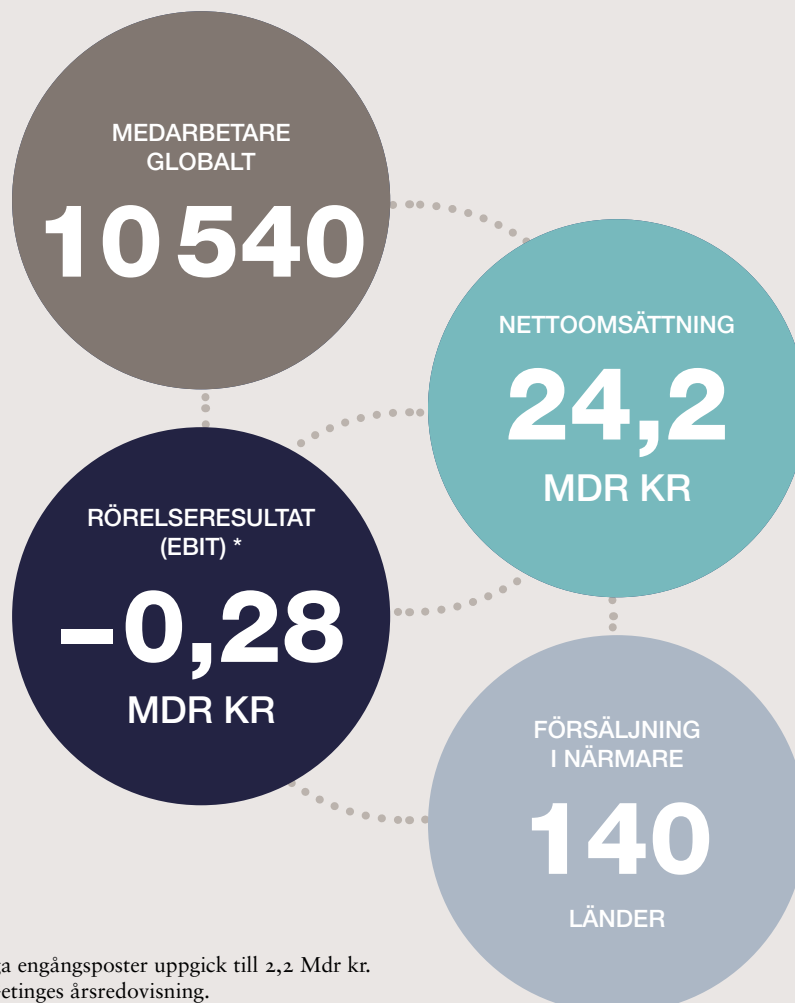 MEDARBETARE
GLOBALT
10 540
NETTOOMSÄTTNING
24,2
MDR KR
RÖRELSERESULTAT
(EBIT) *
–0,28
MDR KR
FÖRSÄLJNING
I NÄRMARE
140
LÄNDER
engångsposter uppgick till 2,2 Mdr kr.
årsredovisning.